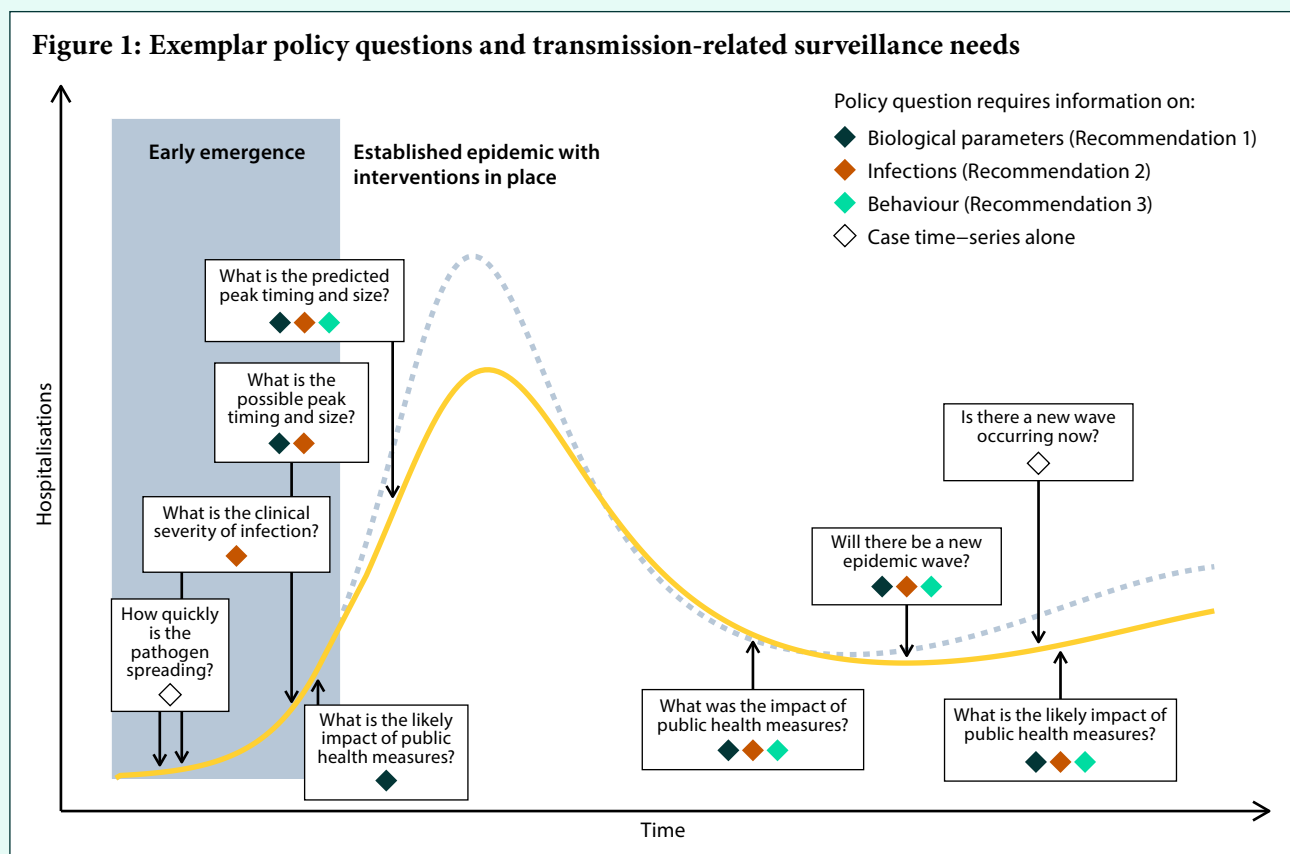 Figure 1: Exemplar policy questions and transmission-related surveillance needs
Policy question requires information on:
Biological parameters (Recommendation 1)
Infections (Recommendation 2)
Behaviour (Recommendation 3)
Case time–series alone
Early emergence
Established epidemic with
interventions in place
What is the predicted
peak timing and size?
What is the
possible peak
timing and size?
What is the clinical
severity of infection?
How quickly
is the
pathogen
spreading?
What is the likely
impact of public
health measures?
Is there a new wave
occurring now?
Will there be a new
epidemic wave?
What was the impact of
public health measures?
What is the likely impact of
public health measures?
Hospitalisations
Time